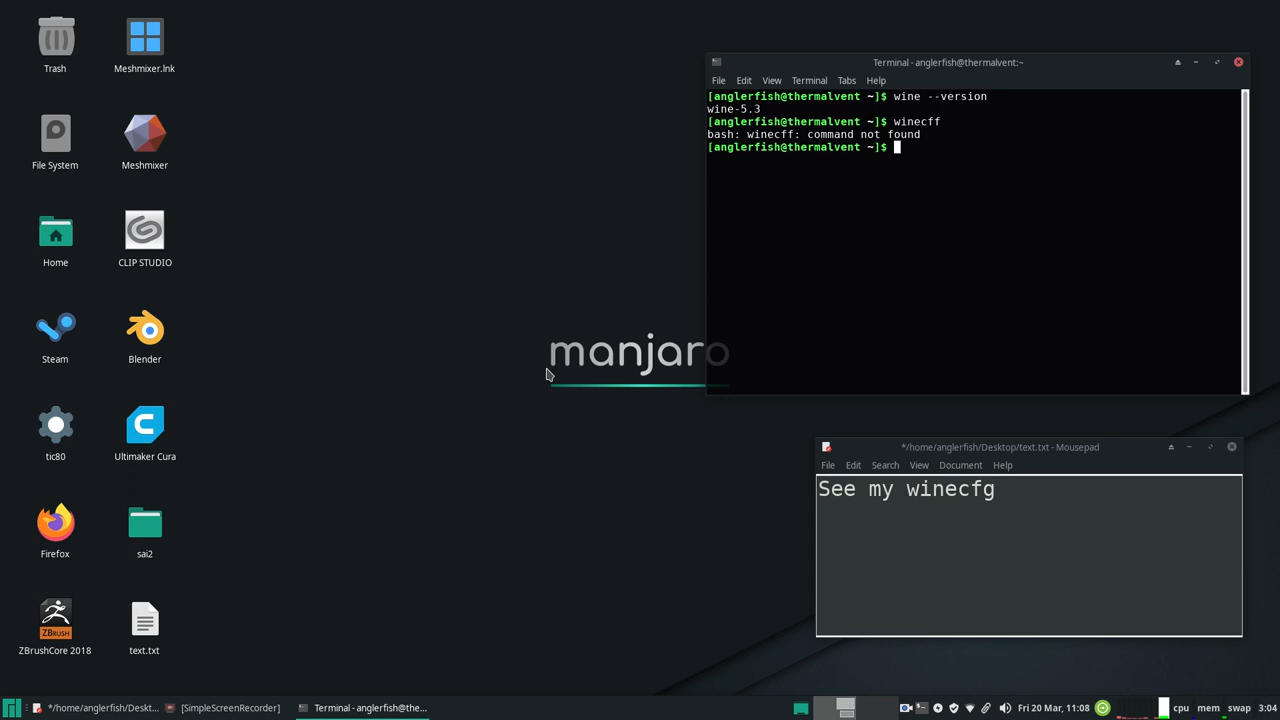 Trash
Meshmixer.lnk
File System
Meshmixer
Home
CLIP STUDIO
Steam
Blender
tic80
Ultimaker Cura
Firefox
sai2
ZBRUSH
ZBrushCore 2018
text.txt
manjaro
Terminal - anglerfish@thermalvent:~
File Edit View Terminal Tabs Help
[anglerfish@thermalvent ~]$ wine --version
wine-5.3
[anglerfish@thermalvent ~]$ winecff
bash: winecff: command not found
[anglerfish@thermalvent ~]$
*/home/anglerfish/Desktop/text.txt - Mousepad
File Edit Search View Document Help
See my winecfg
*/home/anglerfish/Deskt... [SimpleScreenRecorder] Terminal - anglerfish@the... Fri 20 Mar, 11:08 cpu mem swap 3:04